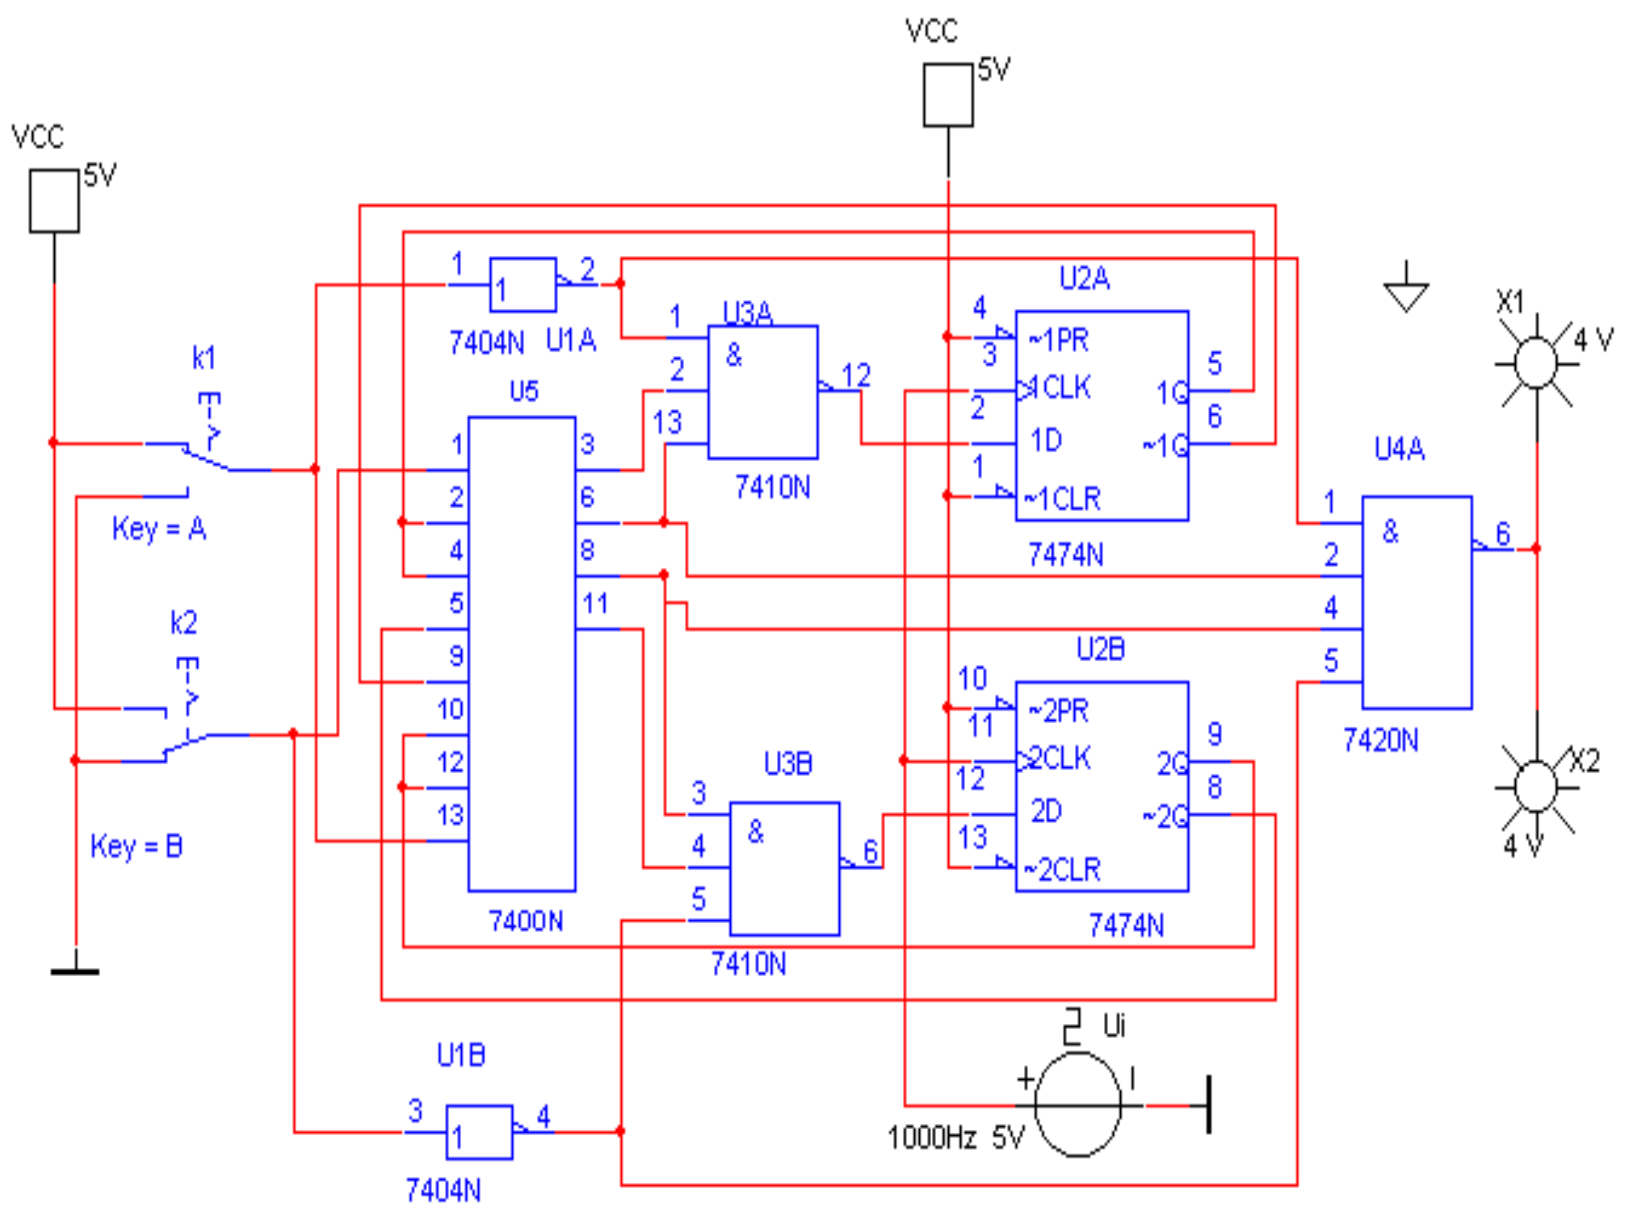 VCC
5V
VCC
5V
k1
E-
Key = A
k2
E-
Key = B
1
1
2
7404N
U1A
U5
1
2
4
5
9
10
12
13
3
6
8
11
7400N
U3A
1
2
13
&
12
7410N
U2A
4
3
2
1
~1PR
1CLK
1D
~1CLR
1Q
~1Q
5
6
7474N
X1
4 V
U4A
1
2
4
5
&
6
7420N
U2B
10
11
12
13
~2PR
2CLK
2D
~2CLR
2Q
~2Q
9
8
7474N
U3B
3
4
5
&
6
7410N
X2
4 V
U1B
3
1
4
7404N
Ui
+
1000Hz 5V